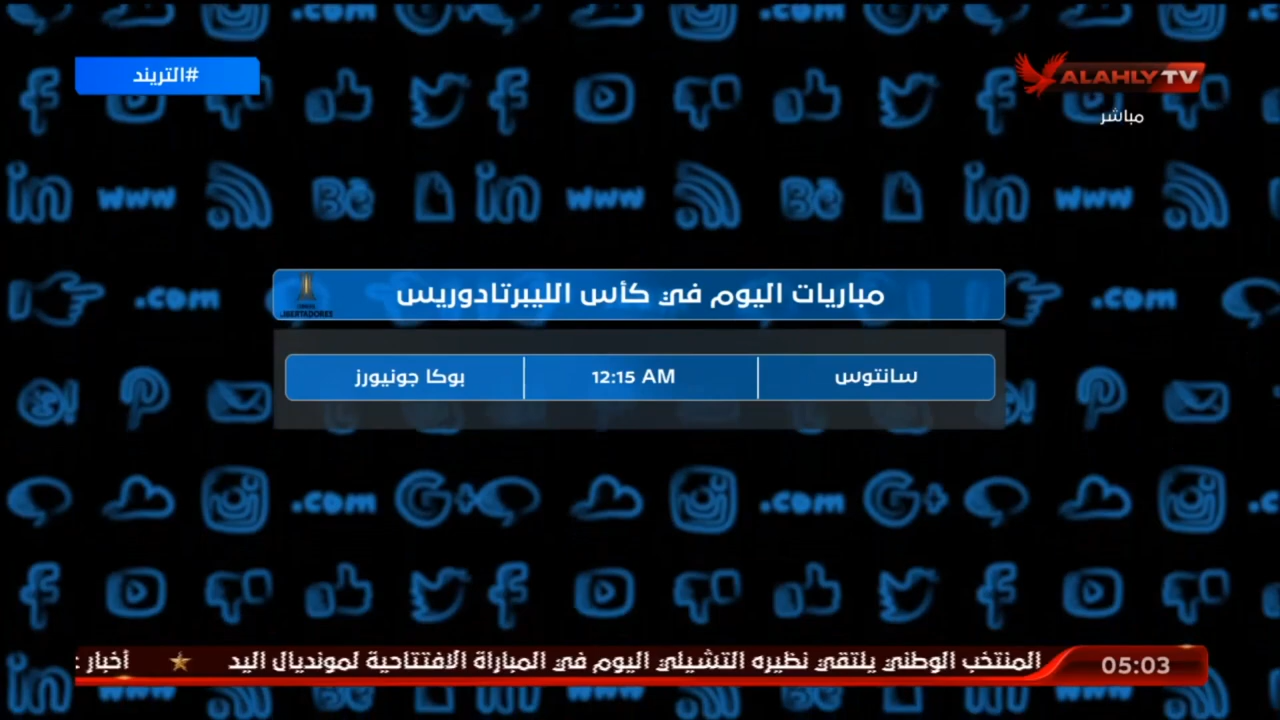 #التريند
ALAHLY TV
مباشر
مباريات اليوم في كأس الليبرتادوريس
LIBERTADORES
سانتوس
12:15 AM
بوكا جونيورز
05:03
المنتخب الوطني يلتقي نظيره التشيلي اليوم في المباراة الافتتاحية لمونديال اليد
أخبار